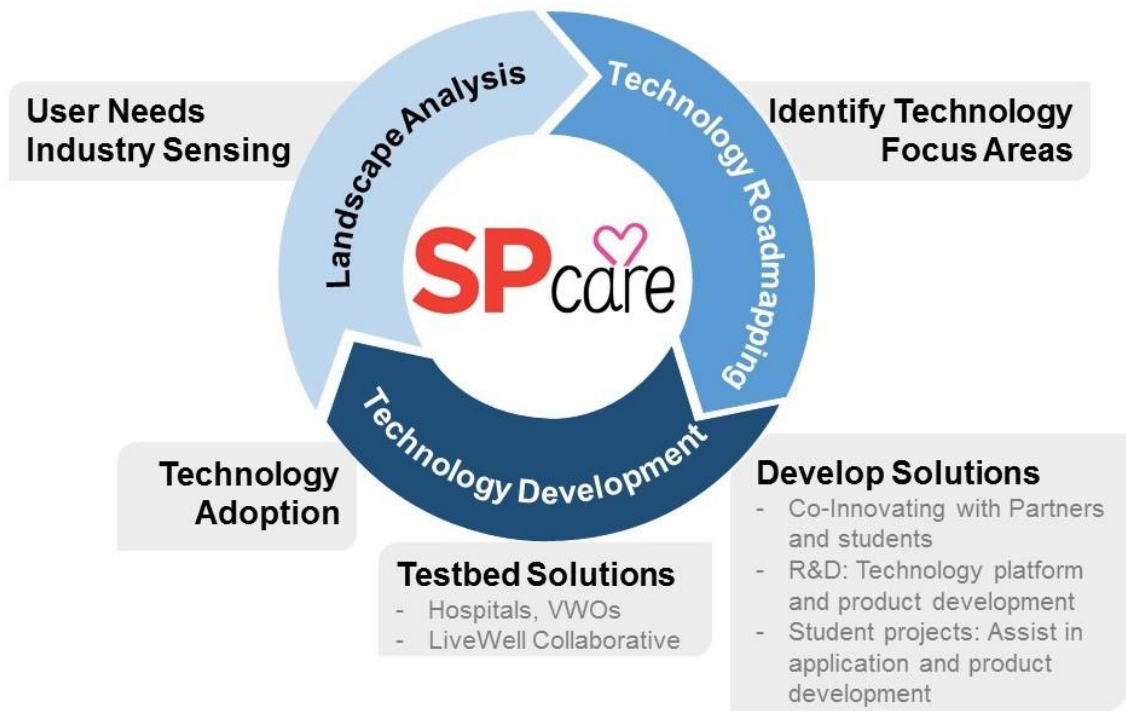 User Needs
Industry Sensing
Landscape Analysis
Technology Roadmapping
Identify Technology
Focus Areas
SPcare
Technology Development
Technology
Adoption
Testbed Solutions
- Hospitals, VWOs
- LiveWell Collaborative
Develop Solutions
- Co-Innovating with Partners
and students
- R&D: Technology platform
and product development
- Student projects: Assist in
application and product
development